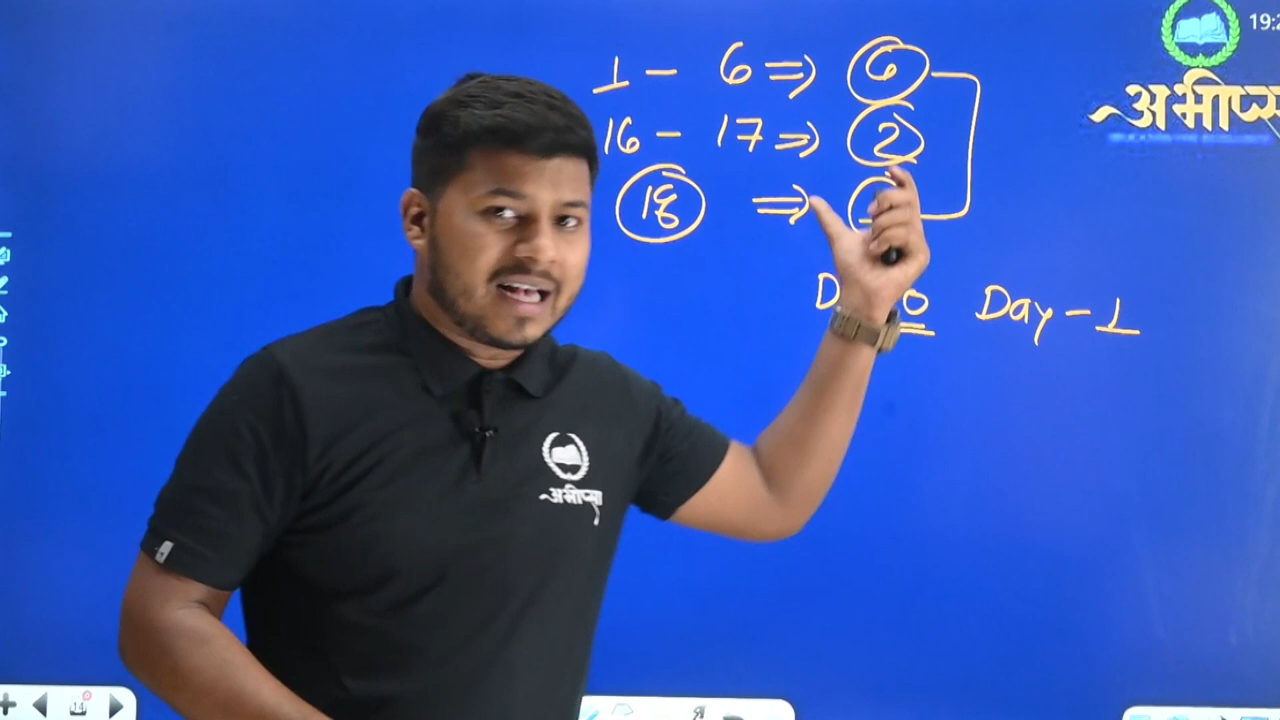 19:2
अभीप्स
1 - 6 ⇒ 6
16 - 17 ⇒ 2
18 ⇒
Day - 1
अभीप्सा